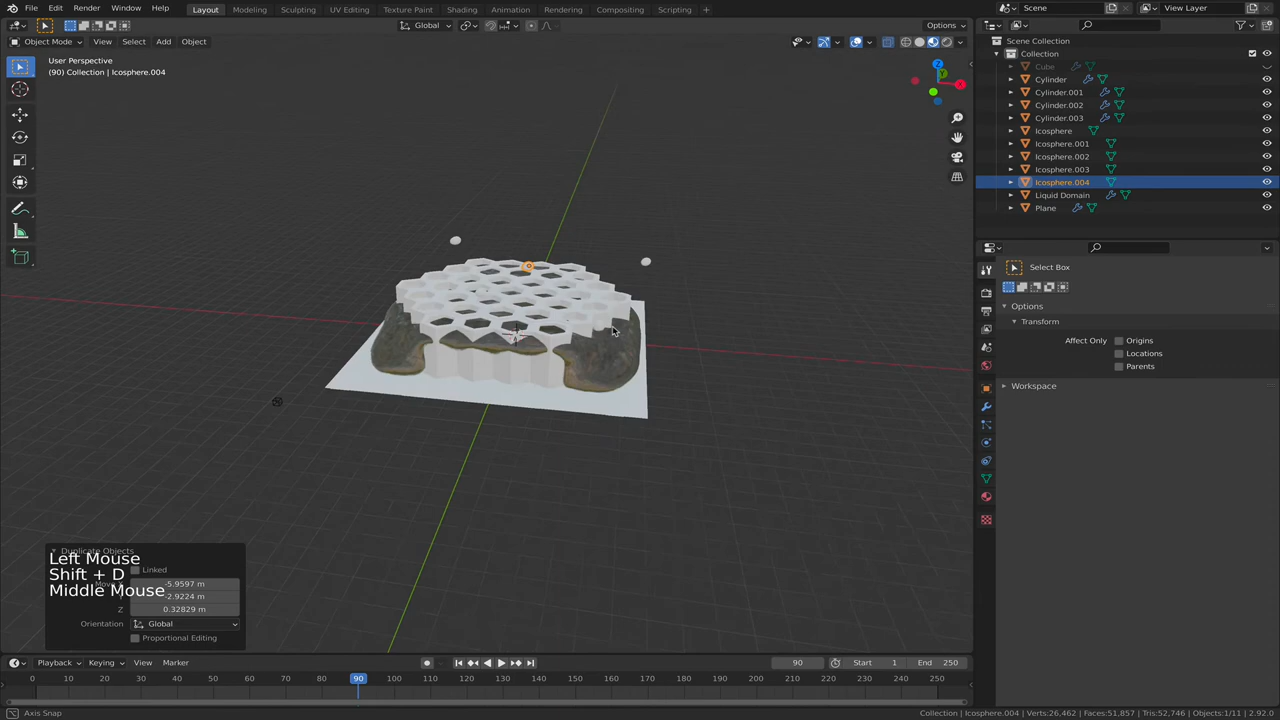 File Edit Render Window Help Layout Modeling Sculpting UV Editing Texture Paint Shading Animation Rendering Compositing Scripting + Scene View Layer
Global Options
Object Mode View Select Add Object
User Perspective
(90) Collection | Icosphere.004
X
Scene Collection
Collection
Cube
Cylinder
Cylinder.001
Cylinder.002
Cylinder.003
Icosphere
Icosphere.001
Icosphere.002
Icosphere.003
Icosphere.004
Liquid Domain
Plane
Select Box
Options
Transform
Affect Only Origins
Locations
Parents
Workspace
Duplicate Objects
Left Mouse
Linked
Shift + D
-5.9597 m
Middle Mouse
-2.9224 m
Z 0.32829 m
Orientation Global
Proportional Editing
Playback Keying View Marker 90 Start 1 End 250
0 10 20 30 40 50 60 70 80 90 100 110 120 130 140 150 160 170 180 190 200 210 220 230 240 250
Axis Snap Collection | Icosphere.004 | Verts:26,462 | Faces:51,857 | Tris:52,746 | Objects:1/11 | 2.92.0